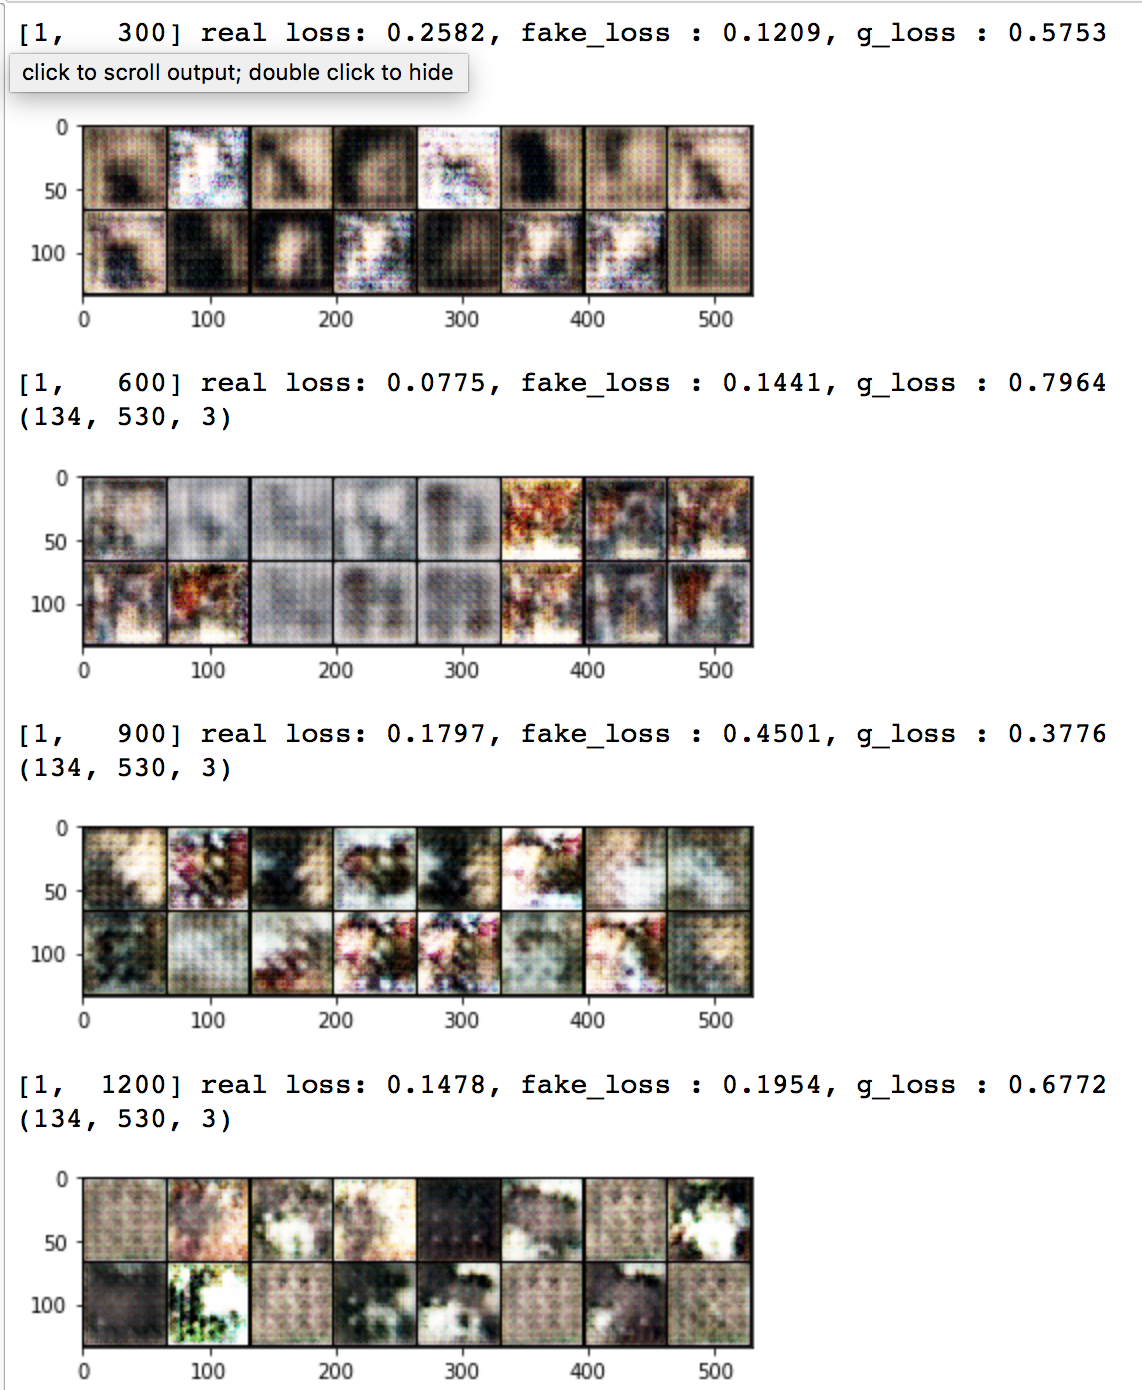 [1,   300] real loss: 0.2582, fake_loss : 0.1209, g_loss : 0.5753
click to scroll output; double click to hide
0
50
100
0 100 200 300 400 500
[1,   600] real loss: 0.0775, fake_loss : 0.1441, g_loss : 0.7964
(134, 530, 3)
0
50
100
0 100 200 300 400 500
[1,   900] real loss: 0.1797, fake_loss : 0.4501, g_loss : 0.3776
(134, 530, 3)
0
50
100
0 100 200 300 400 500
[1,  1200] real loss: 0.1478, fake_loss : 0.1954, g_loss : 0.6772
(134, 530, 3)
0
50
100
0 100 200 300 400 500